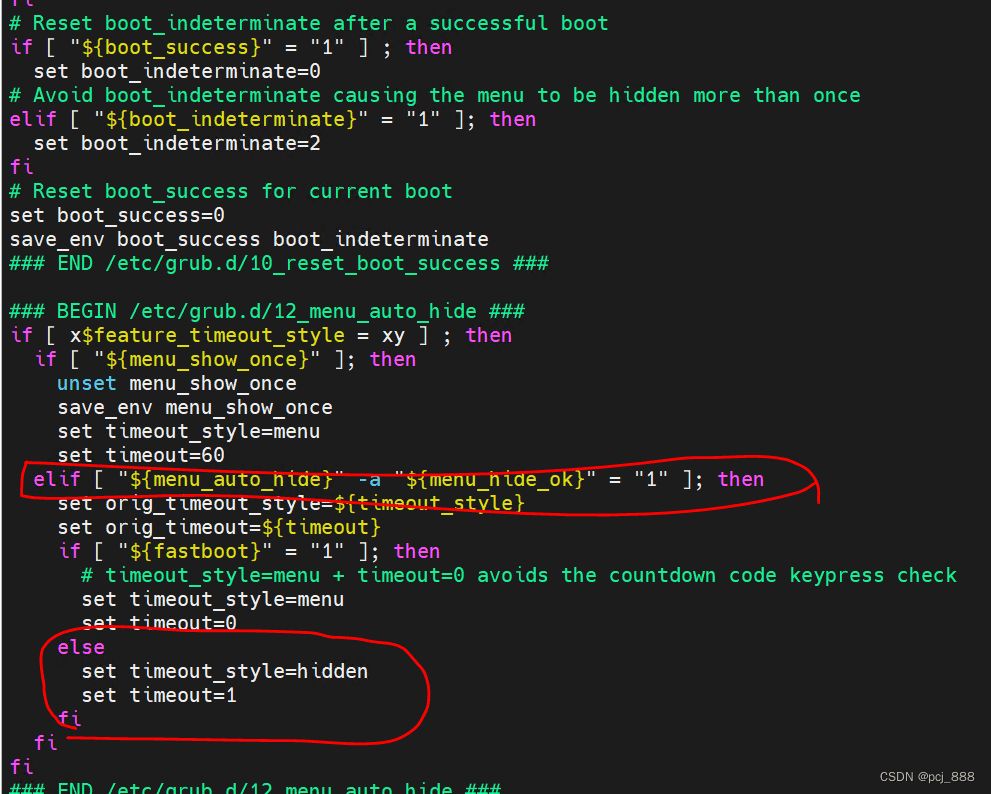 fi
# Reset boot_indeterminate after a successful boot
if [ "${boot_success}" = "1" ] ; then
  set boot_indeterminate=0
# Avoid boot_indeterminate causing the menu to be hidden more than once
elif [ "${boot_indeterminate}" = "1" ]; then
  set boot_indeterminate=2
fi
# Reset boot_success for current boot
set boot_success=0
save_env boot_success boot_indeterminate
### END /etc/grub.d/10_reset_boot_success ###

### BEGIN /etc/grub.d/12_menu_auto_hide ###
if [ x$feature_timeout_style = xy ] ; then
  if [ "${menu_show_once}" ]; then
    unset menu_show_once
    save_env menu_show_once
    set timeout_style=menu
    set timeout=60
  elif [ "${menu_auto_hide}" -a "${menu_hide_ok}" = "1" ]; then
    set orig_timeout_style=${timeout_style}
    set orig_timeout=${timeout}
    if [ "${fastboot}" = "1" ]; then
      # timeout_style=menu + timeout=0 avoids the countdown code keypress check
      set timeout_style=menu
      set timeout=0
    else
      set timeout_style=hidden
      set timeout=1
    fi
  fi
fi
### END /etc/grub.d/12_menu_auto_hide ###
CSDN @pcj_888